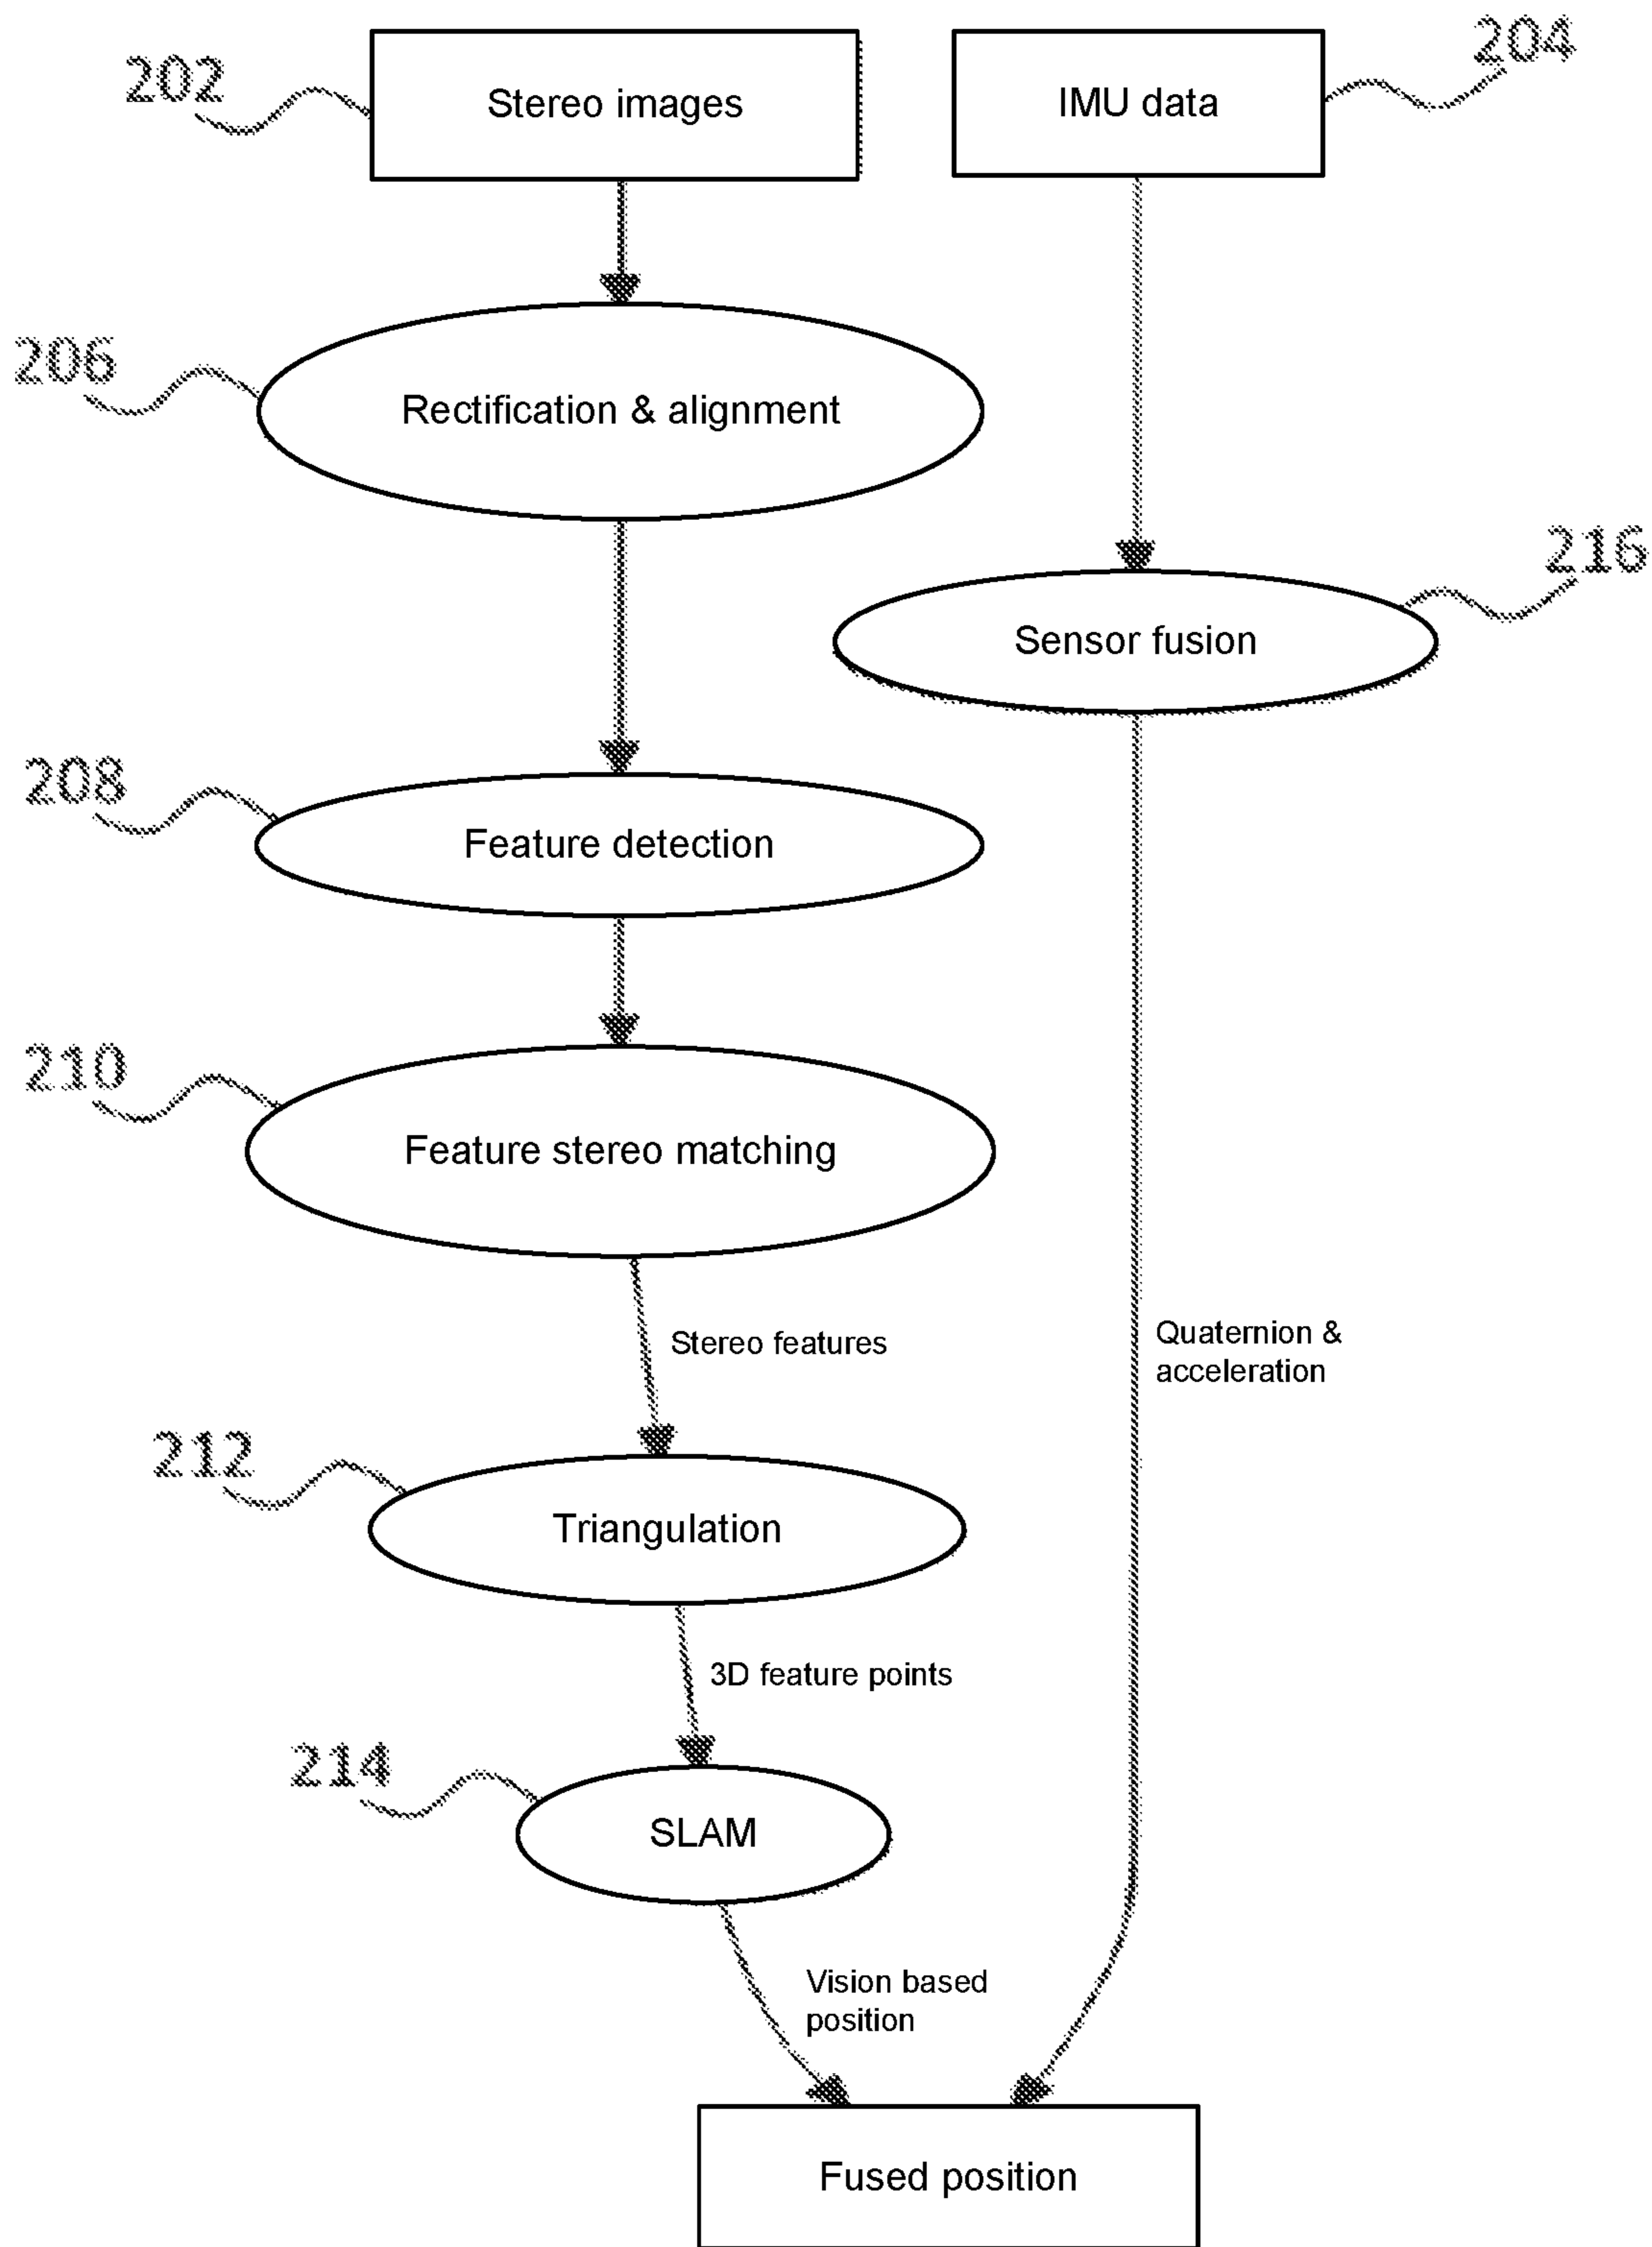 202
Stereo images
IMU data
204
206
Rectification & alignment
216
Sensor fusion
208
Feature detection
210
Feature stereo matching
Stereo features
Quaternion &
acceleration
212
Triangulation
3D feature points
214
SLAM
Vision based
position
Fused position